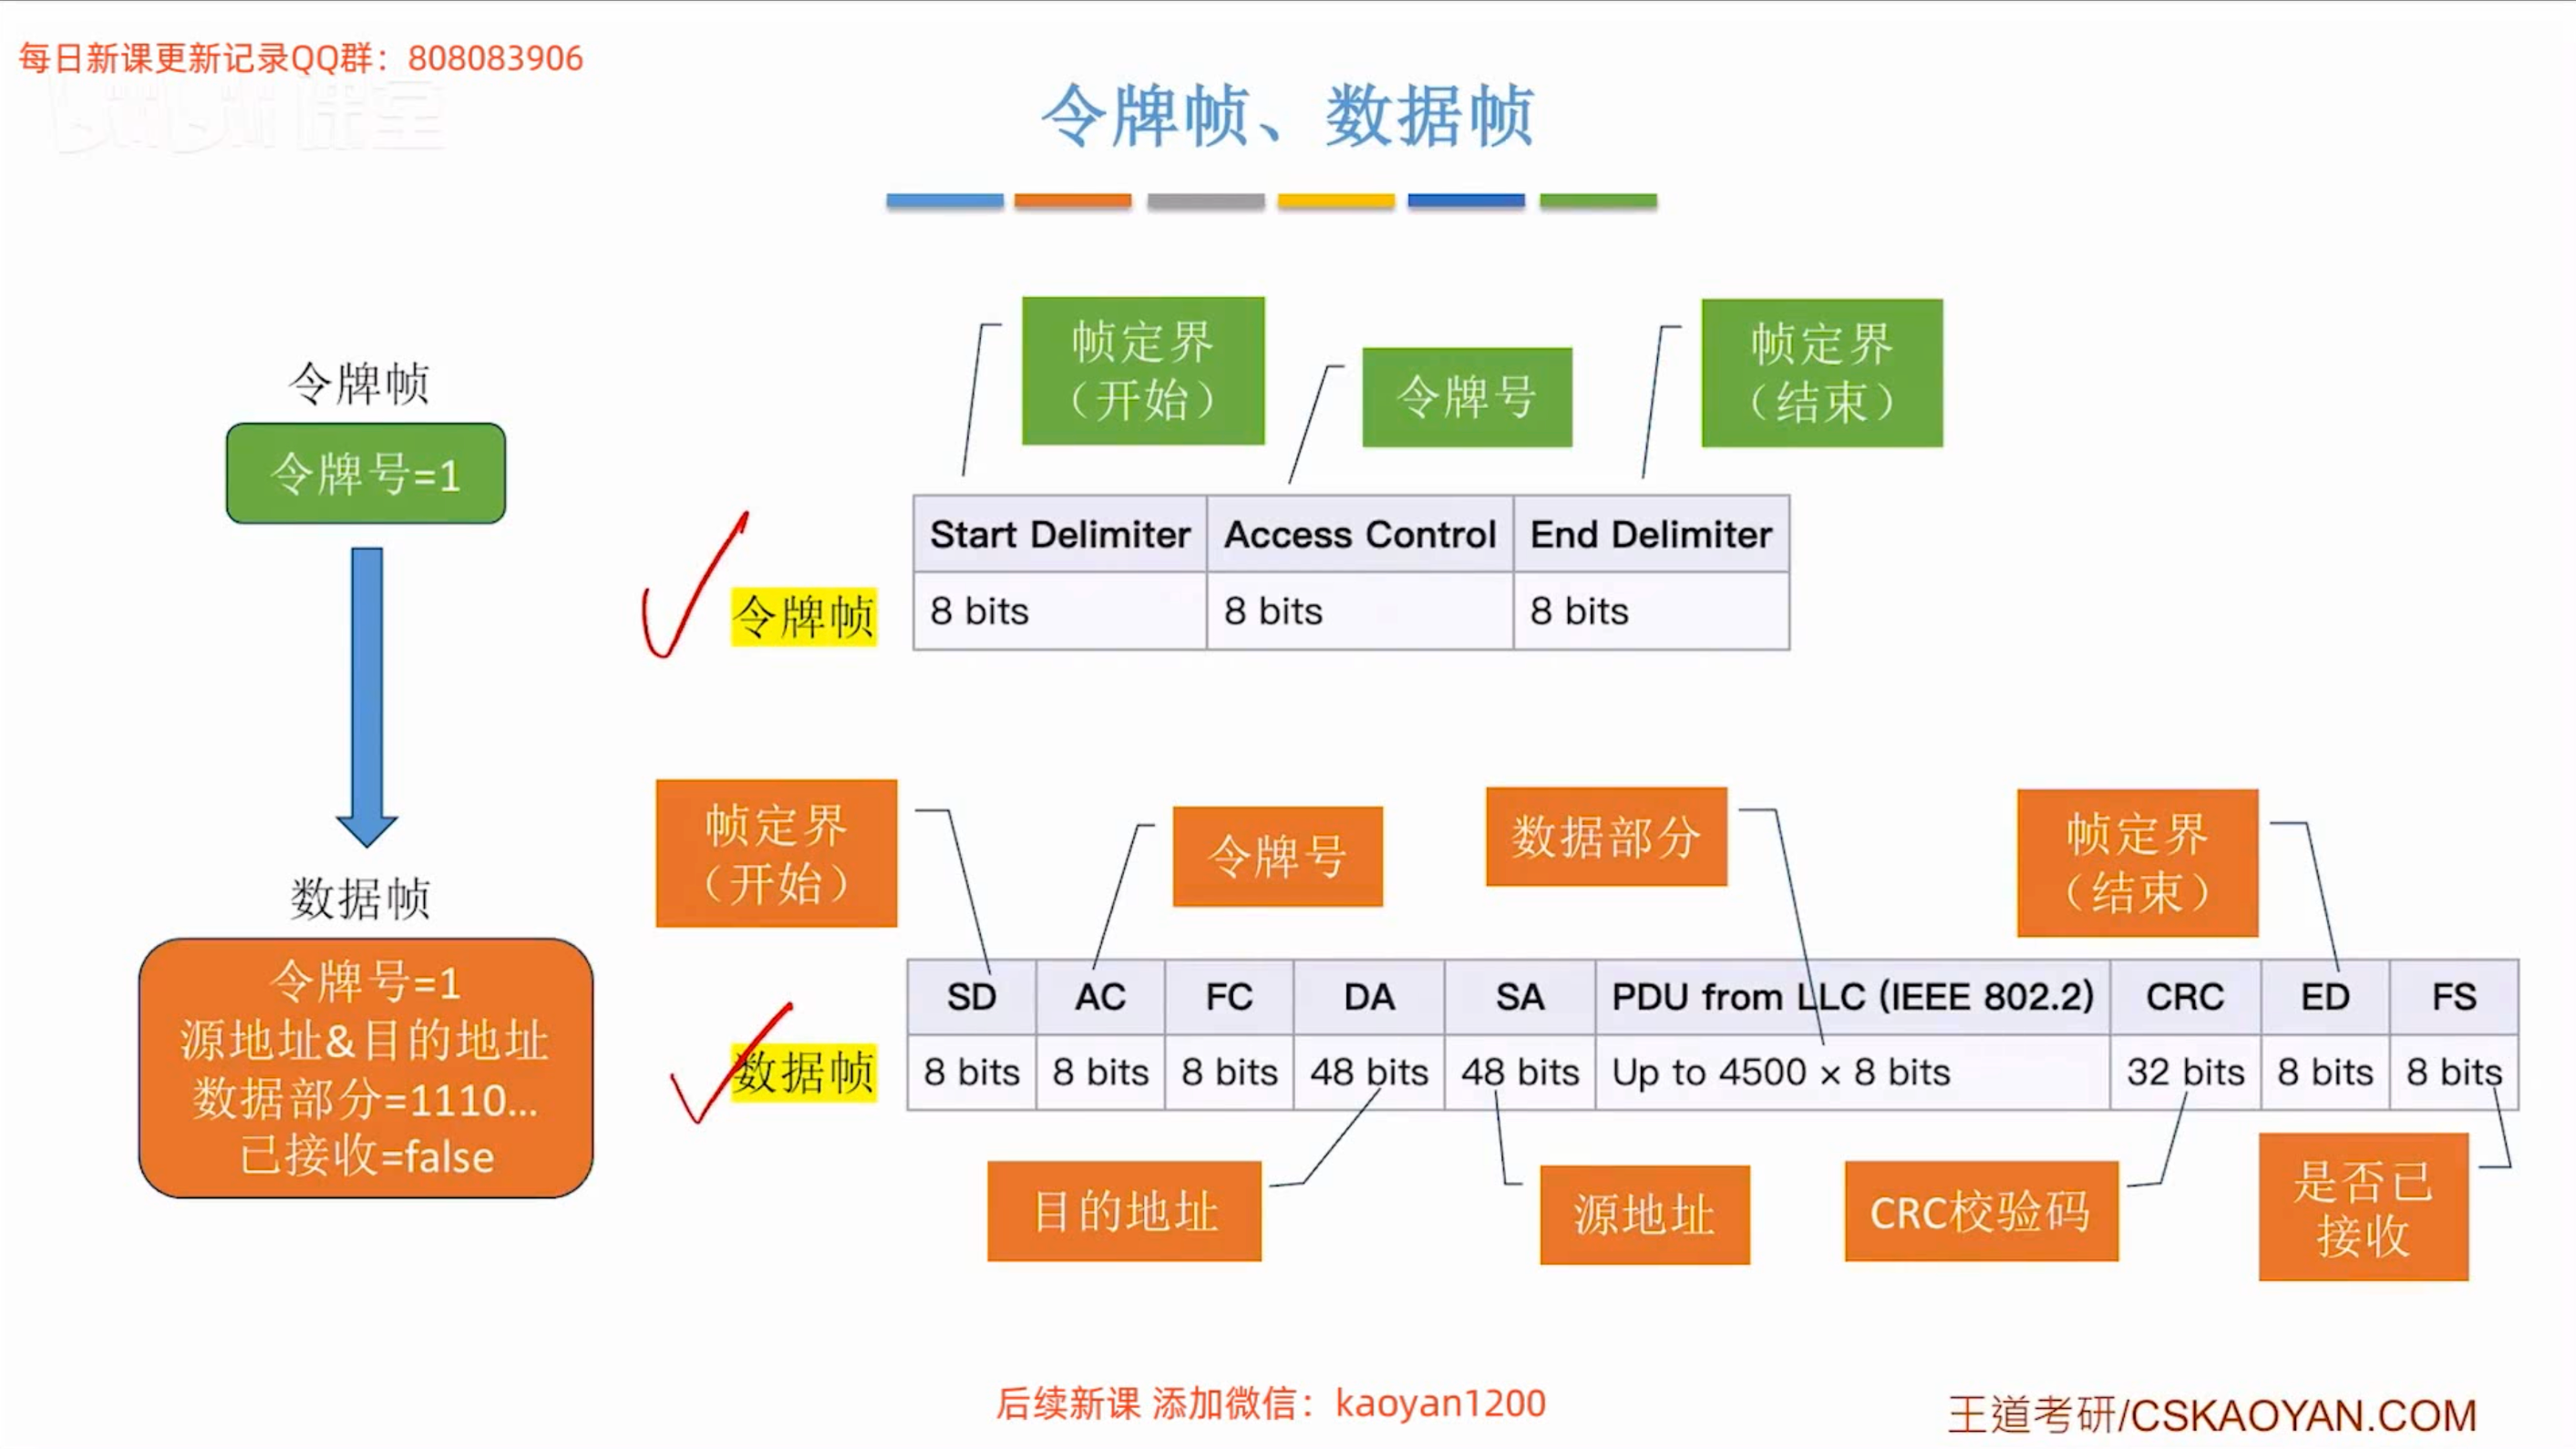 每日新课更新记录QQ群：808083906
bilibili 课堂
令牌帧、数据帧
令牌帧
令牌号=1
数据帧
令牌号=1
源地址&目的地址
数据部分=1110...
已接收=false
帧定界
（开始）
令牌号
帧定界
（结束）
令牌帧
Start Delimiter Access Control End Delimiter
8 bits 8 bits 8 bits
帧定界
（开始）
令牌号
数据部分
帧定界
（结束）
数据帧
SD AC FC DA SA PDU from LLC (IEEE 802.2) CRC ED FS
8 bits 8 bits 8 bits 48 bits 48 bits Up to 4500 × 8 bits 32 bits 8 bits 8 bits
目的地址
源地址
CRC校验码
是否已
接收
后续新课 添加微信：kaoyan1200
王道考研/CSKAOYAN.COM